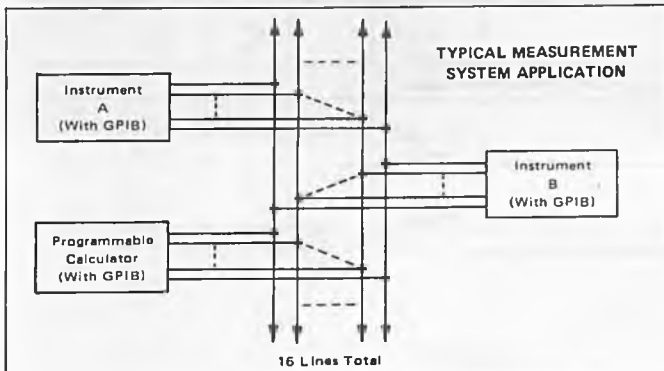 TYPICAL MEASUREMENT
SYSTEM APPLICATION
Instrument
A
(With GPIB)
Instrument
B
(With GPIB)
Programmable
Calculator
(With GPIB)
16 Lines Total